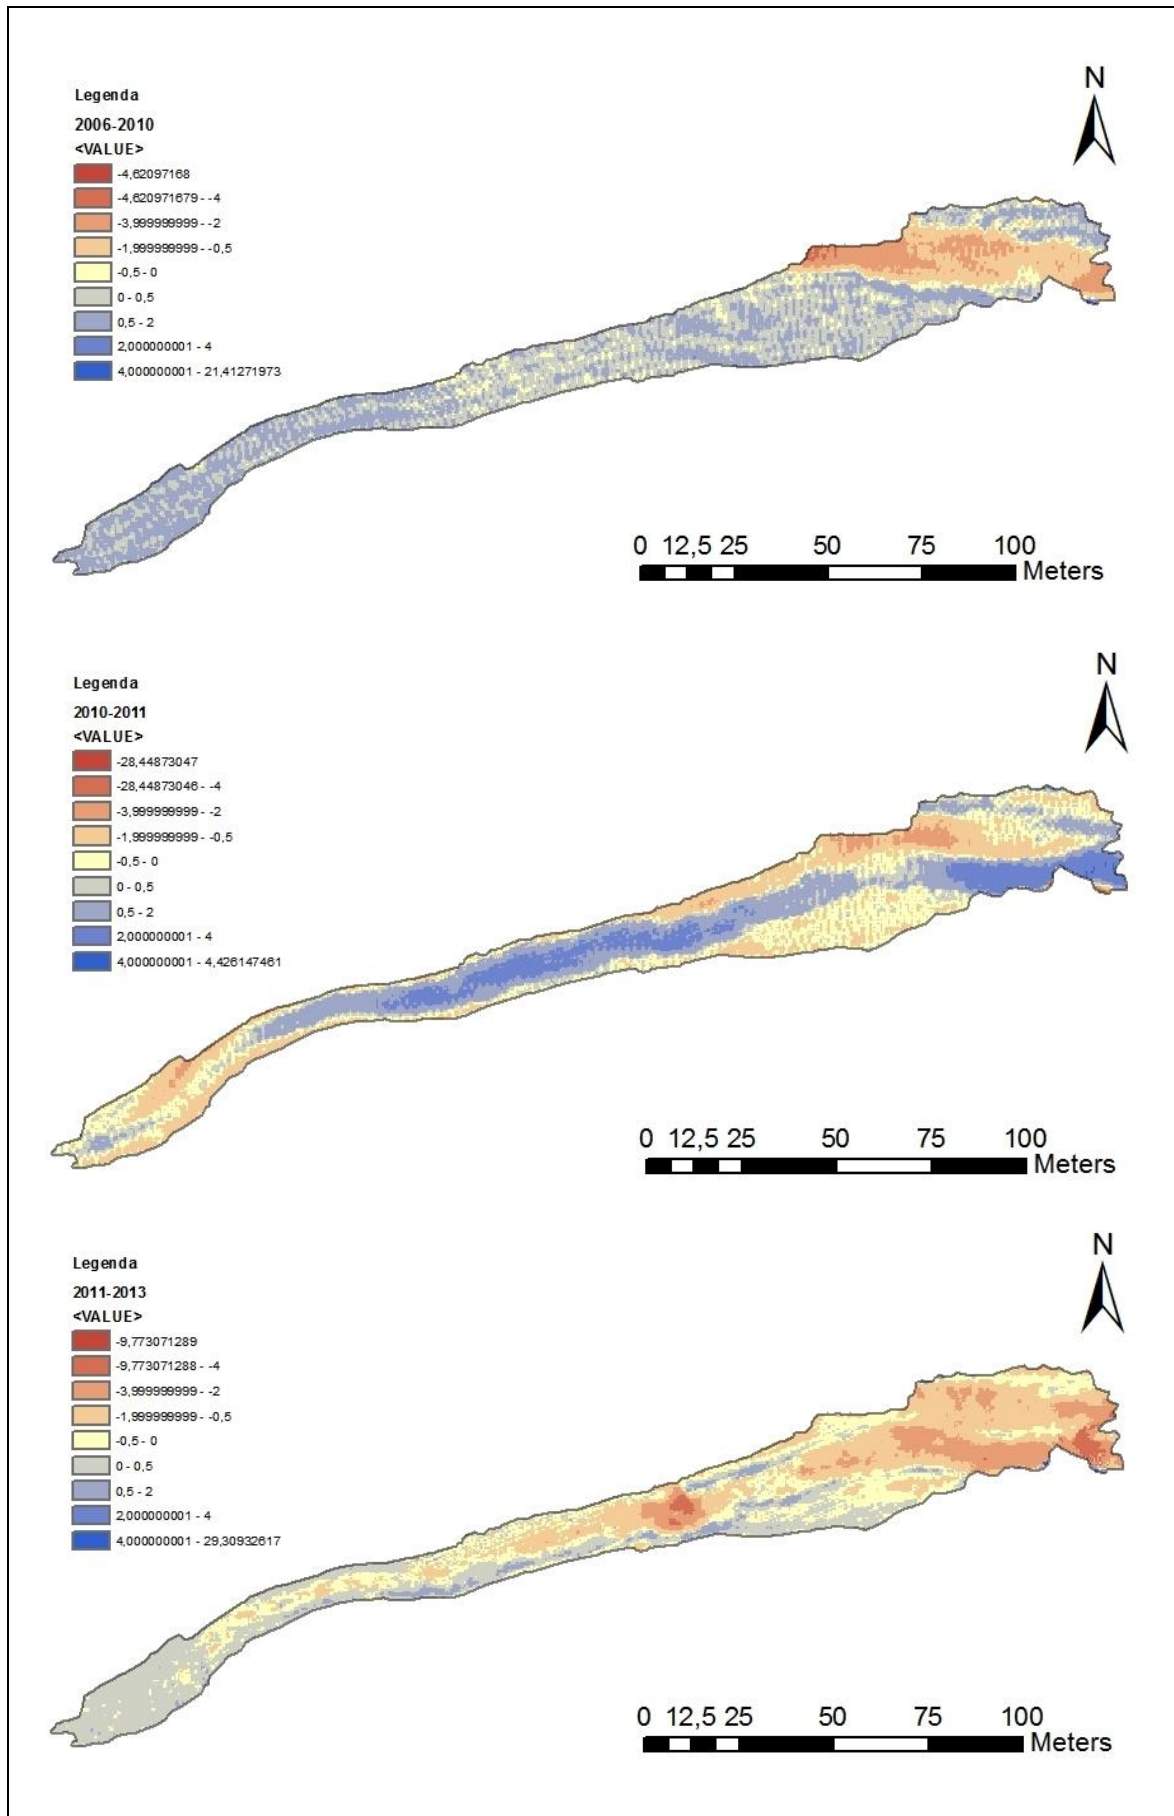 N
Legenda
2006-2010
<VALUE>
-4,62097168
-4,620971679 - -4
-3,999999999 - -2
-1,999999999 - -0,5
-0,5 - 0
0 - 0,5
0,5 - 2
2,000000001 - 4
4,000000001 - 21,41271973
0 12,5 25 50 75 100
Meters
N
Legenda
2010-2011
<VALUE>
-28,44873047
-28,44873046 - -4
-3,999999999 - -2
-1,999999999 - -0,5
-0,5 - 0
0 - 0,5
0,5 - 2
2,000000001 - 4
4,000000001 - 4,426147461
0 12,5 25 50 75 100
Meters
N
Legenda
2011-2013
<VALUE>
-9,773071289
-9,773071288 - -4
-3,999999999 - -2
-1,999999999 - -0,5
-0,5 - 0
0 - 0,5
0,5 - 2
2,000000001 - 4
4,000000001 - 29,30932617
0 12,5 25 50 75 100
Meters